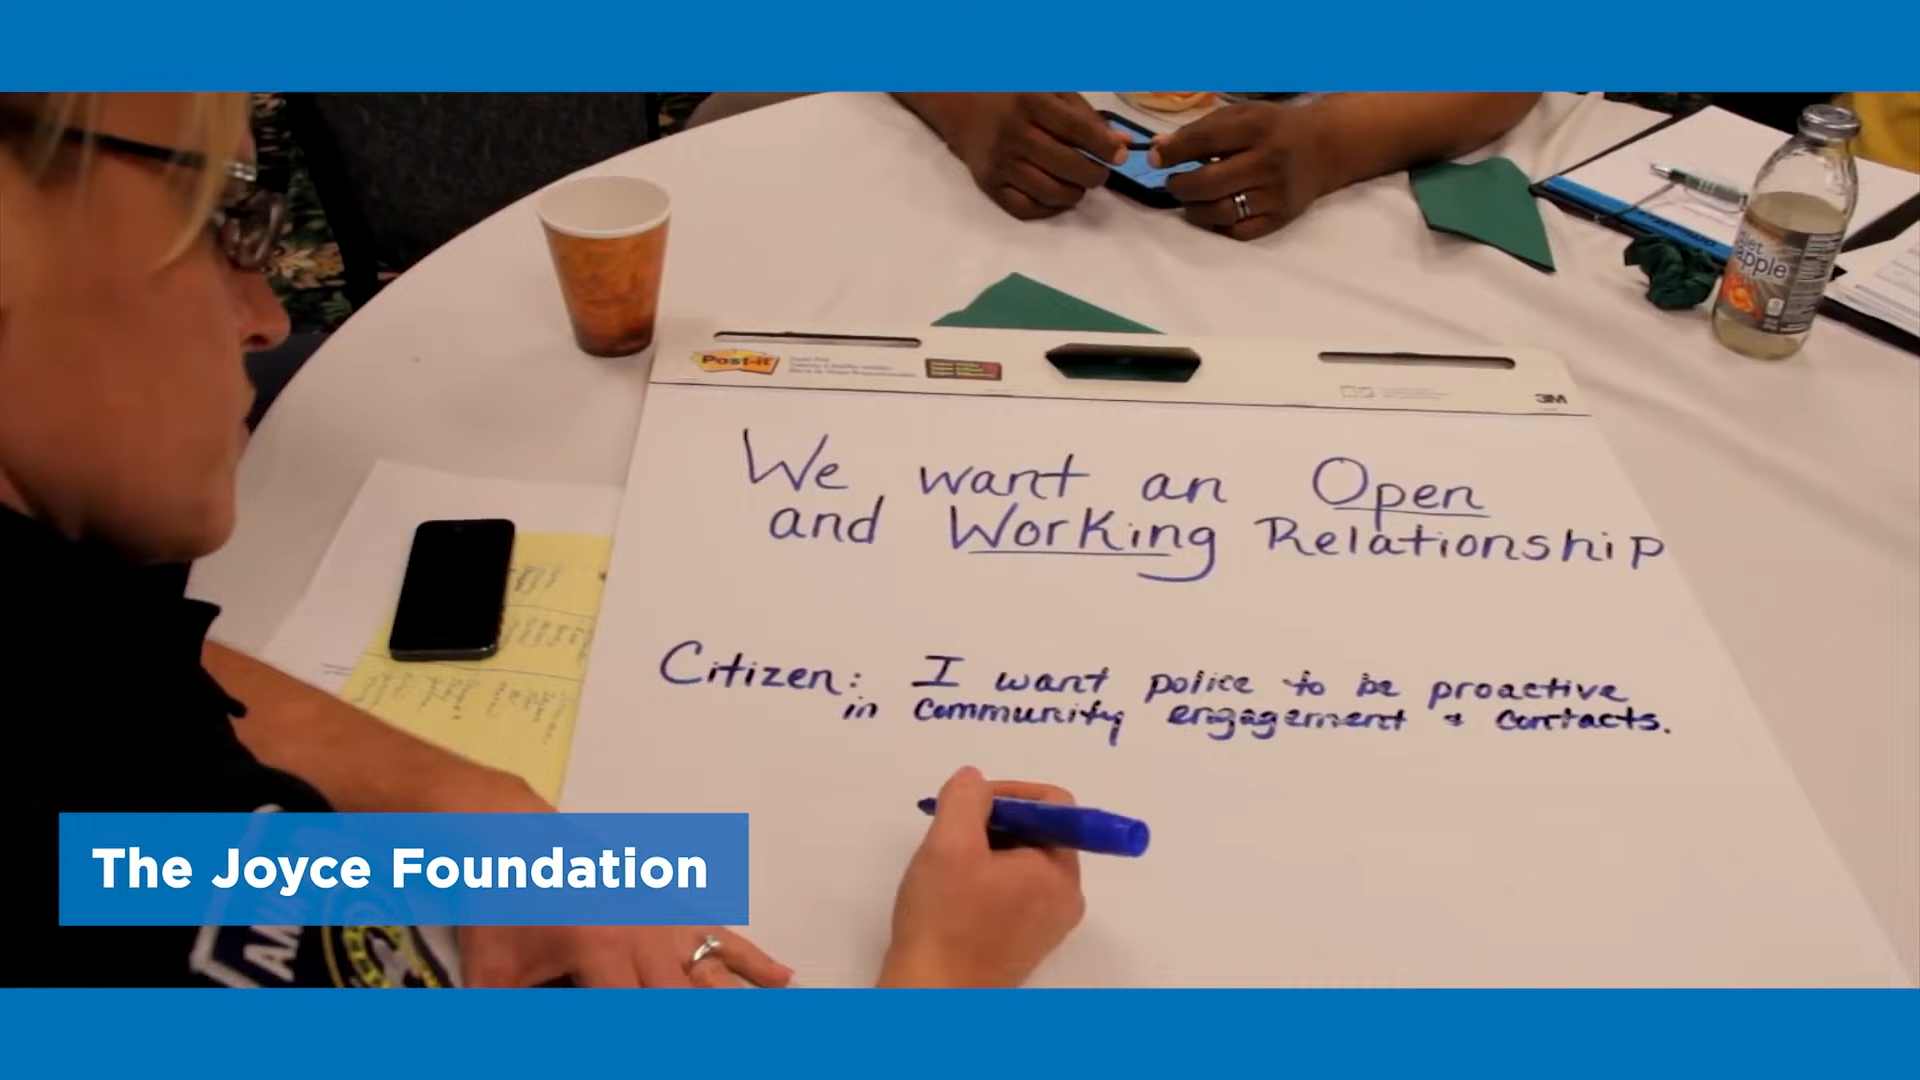 Post-it
3M
We want an Open
and Working Relationship
Citizen: I want police to be proactive
in community engagement & contacts.
The Joyce Foundation